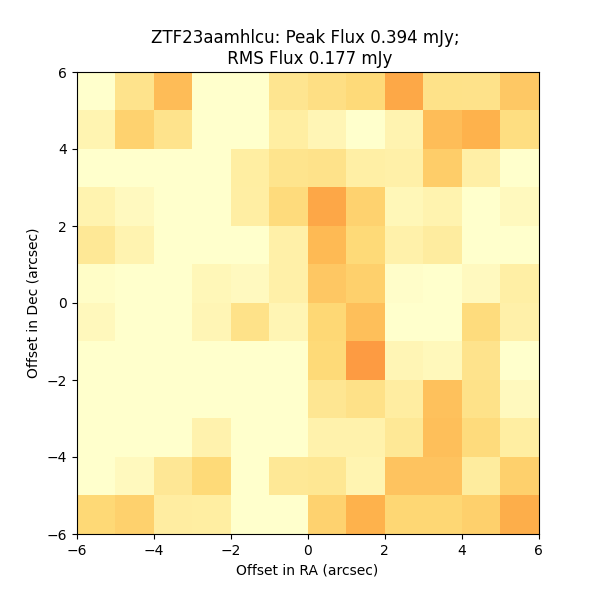 ZTF23aamhlcu: Peak Flux 0.394 mJy;
RMS Flux 0.177 mJy
6
4
2
0
−2
−4
−6
Offset in Dec (arcsec)
−6 −4 −2 0 2 4 6
Offset in RA (arcsec)